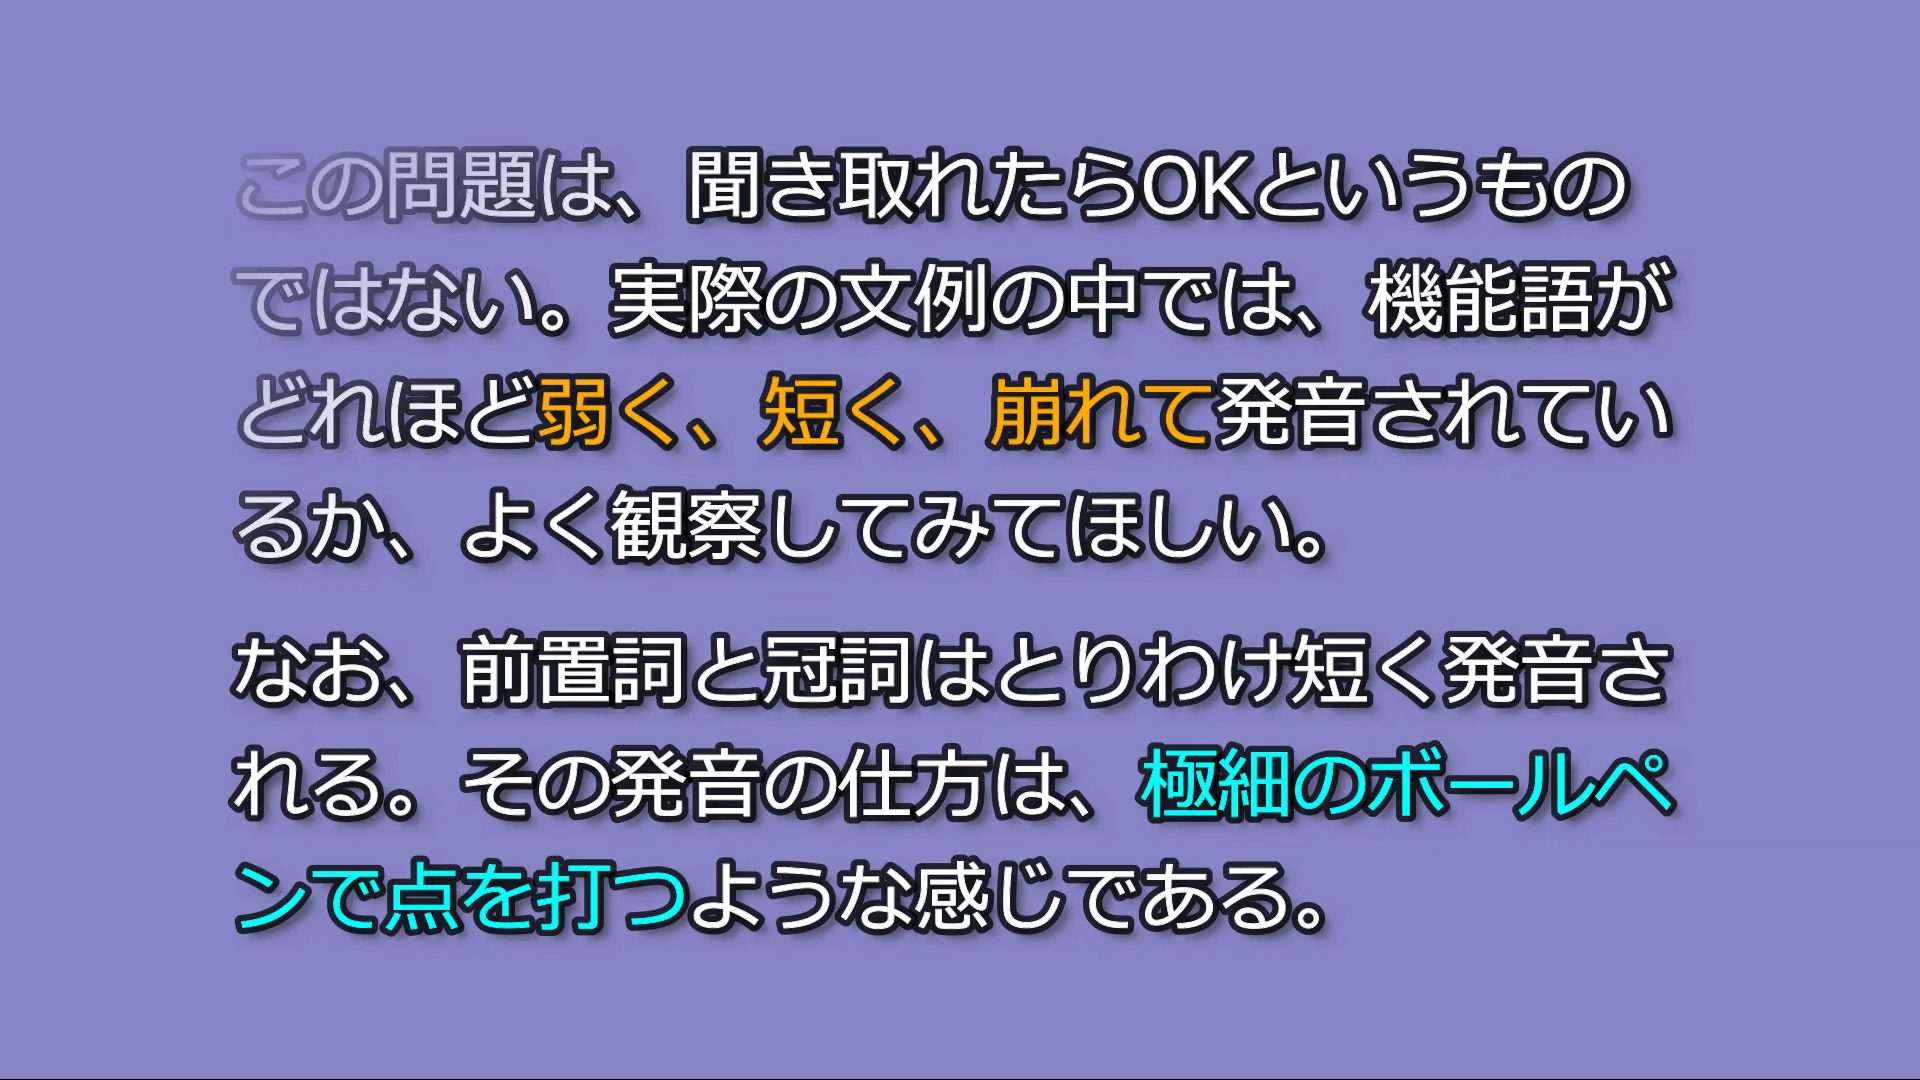 この問題は、聞き取れたらOKというもの
ではない。実際の文例の中では、機能語が
どれほど弱く、短く、崩れて発音されてい
るか、よく観察してみてほしい。
なお、前置詞と冠詞はとりわけ短く発音さ
れる。その発音の仕方は、極細のボールペ
ンで点を打つような感じである。